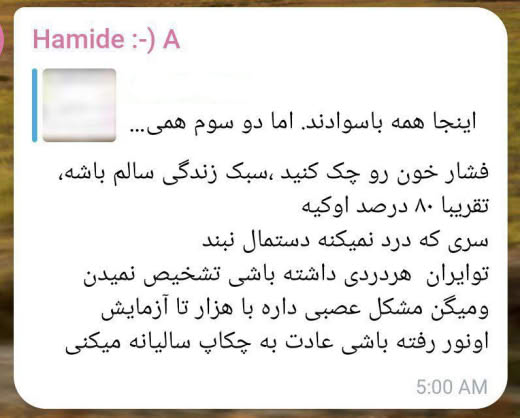 Hamide :-) A
اینجا همه باسوادند. اما دو سوم همی...
فشار خون رو چک کنید ،سبک زندگی سالم باشه،
تقریبا ۸۰ درصد اوکیه
سری که درد نمیکنه دستمال نبند
توایران هردردی داشته باشی تشخیص نمیدن
ومیگن مشکل عصبی داره با هزار تا آزمایش
اونور رفته باشی عادت به چکاپ سالیانه میکنی
5:00 AM